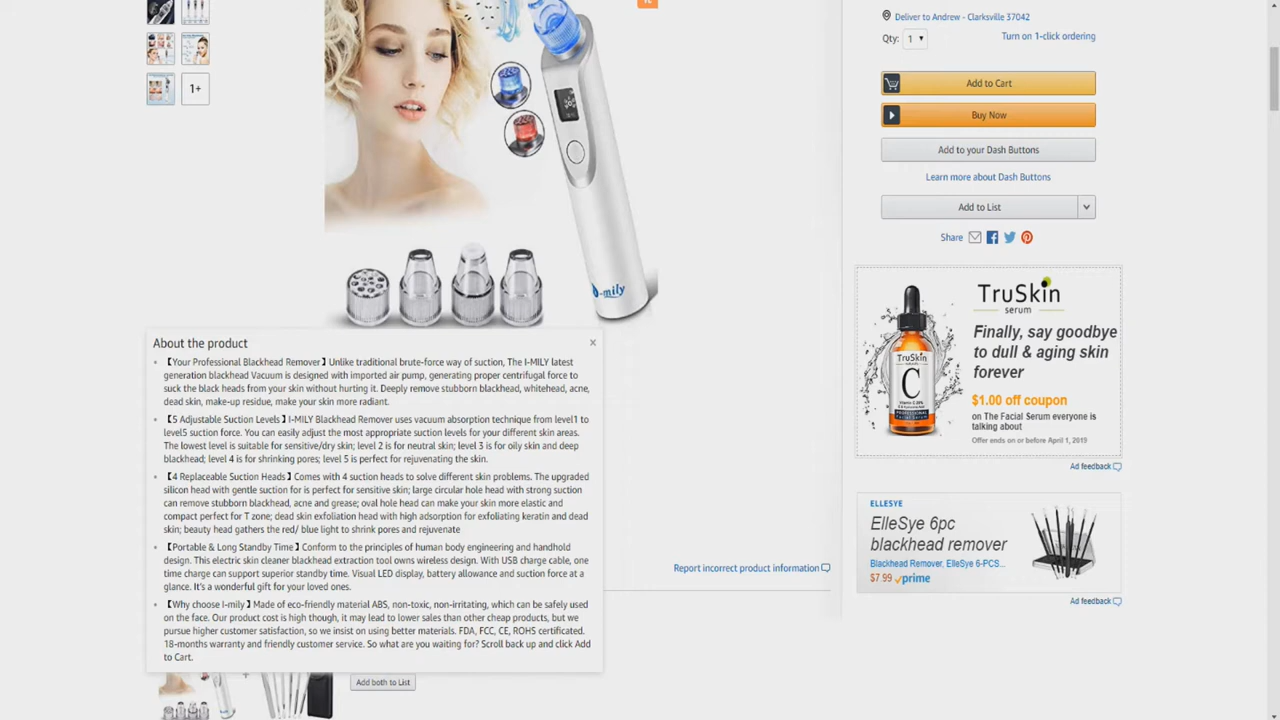 Deliver to Andrew - Clarksville 37042
Qty: 1
Turn on 1-click ordering
1+
Add to Cart
Buy Now
Add to your Dash Buttons
Learn more about Dash Buttons
Add to List
Share
i-mily
TruSkin
serum
Finally, say goodbye
to dull & aging skin
forever
$1.00 off coupon
on The Facial Serum everyone is
talking about
Offer ends on or before April 1, 2019
TruSkin
C
Ad feedback
About the product
×
【Your Professional Blackhead Remover】Unlike traditional brute-force way of suction, The I-MILY latest
generation blackhead Vacuum is designed with imported air pump, generating proper centrifugal force to
suck the black heads from your skin without hurting it. Deeply remove stubborn blackhead, whitehead, acne,
dead skin, make-up residue, make your skin more radiant.
【5 Adjustable Suction Levels】I-MILY Blackhead Remover uses vacuum absorption technique from level1 to
level5 suction force. You can easily adjust the most appropriate suction levels for your different skin areas.
The lowest level is suitable for sensitive/dry skin; level 2 is for neutral skin; level 3 is for oily skin and deep
blackhead; level 4 is for shrinking pores; level 5 is perfect for rejuvenating the skin.
【4 Replaceable Suction Heads】Comes with 4 suction heads to solve different skin problems. The upgraded
silicon head with gentle suction for is perfect for sensitive skin; large circular hole head with strong suction
can remove stubborn blackhead, acne and grease; oval hole head can make your skin more elastic and
compact perfect for T zone; dead skin exfoliation head with high adsorption for exfoliating keratin and dead
skin; beauty head gathers the red/ blue light to shrink pores and rejuvenate
【Portable & Long Standby Time】Conform to the principles of human body engineering and handhold
design. This electric skin cleaner blackhead extraction tool owns wireless design. With USB charge cable, one
time charge can support superior standby time. Visual LED display, battery allowance and suction force at a
glance. It's a wonderful gift for your loved ones.
【Why choose I-mily】Made of eco-friendly material ABS, non-toxic, non-irritating, which can be safely used
on the face. Our product cost is high though, it may lead to lower sales than other cheap products, but we
pursue higher customer satisfaction, so we insist on using better materials. FDA, FCC, CE, ROHS certificated.
18-months warranty and friendly customer service. So what are you waiting for? Scroll back up and click Add
to Cart.
Report incorrect product information
ELLESYE
ElleSye 6pc
blackhead remover
Blackhead Remover, ElleSye 6-PCS...
$7.99 prime
Ad feedback
Add both to List